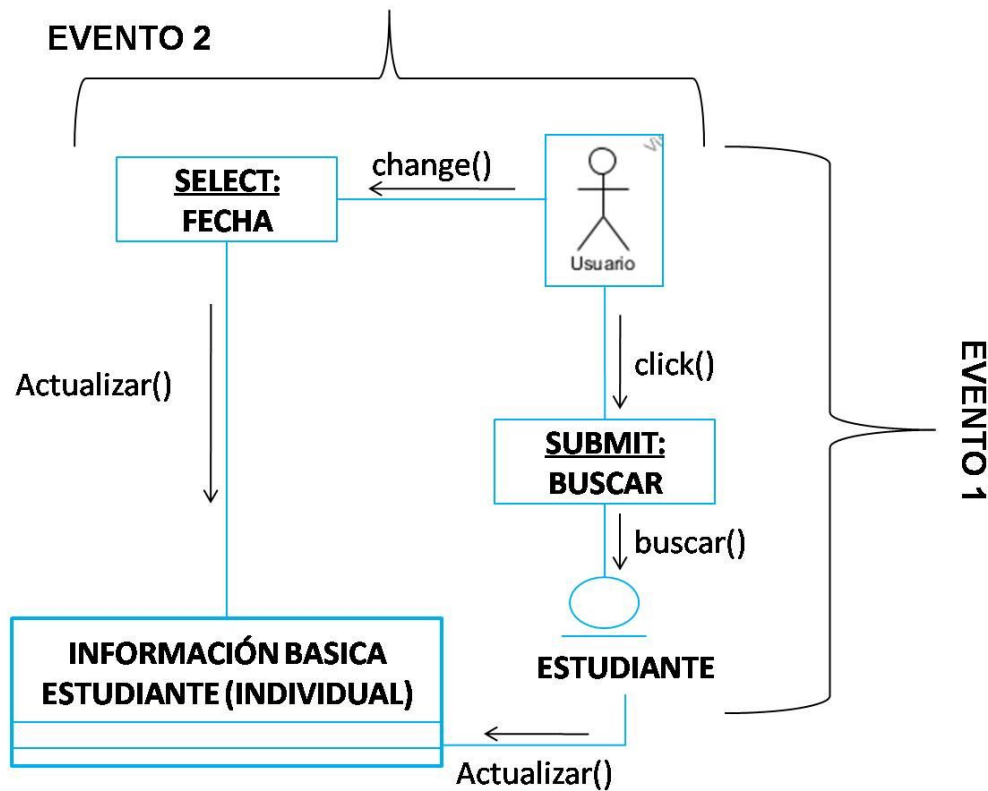 EVENTO 2
change()
SELECT:
FECHA
Usuario
Actualizar()
click()
EVENTO 1
SUBMIT:
BUSCAR
buscar()
INFORMACIÓN BASICA
ESTUDIANTE (INDIVIDUAL)
ESTUDIANTE
Actualizar()